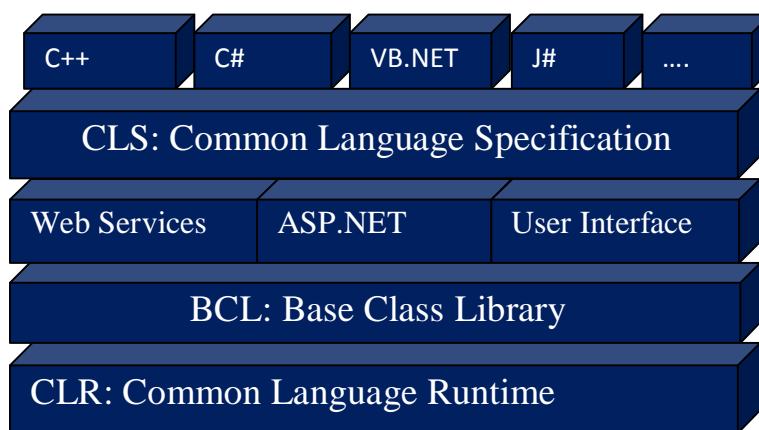 C++ C# VB.NET J# ....
CLS: Common Language Specification
Web Services ASP.NET User Interface
BCL: Base Class Library
CLR: Common Language Runtime